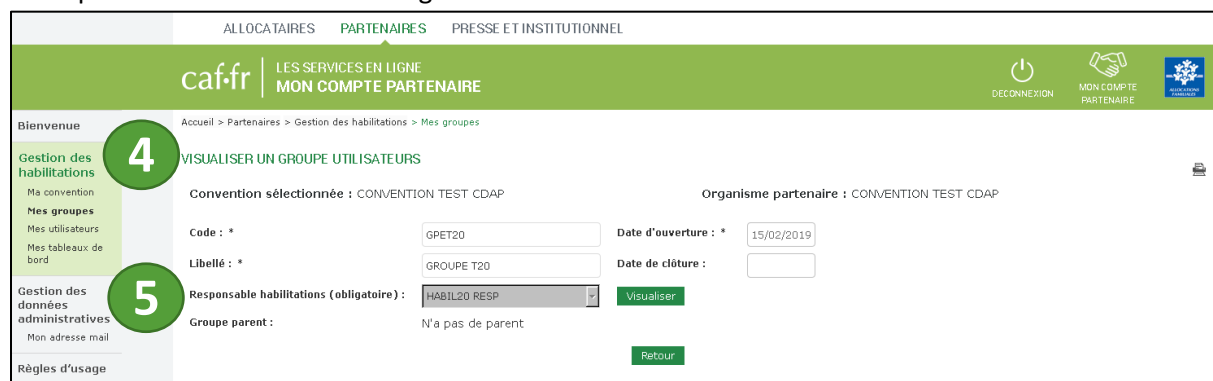 ALLOCATAIRES PARTENAIRES PRESSE ET INSTITUTIONNEL
caf.fr LES SERVICES EN LIGNE
MON COMPTE PARTENAIRE
DECONNEXION
MON COMPTE
PARTENAIRE
ALLOCATIONS
FAMILIALES
Bienvenue
Gestion des
habilitations
Ma convention
Mes groupes
Mes utilisateurs
Mes tableaux de
bord
Gestion des
données
administratives
Mon adresse mail
Règles d'usage
Accueil > Partenaires > Gestion des habilitations > Mes groupes
4
VISUALISER UN GROUPE UTILISATEURS
Convention sélectionnée : CONVENTION TEST CDAP Organisme partenaire : CONVENTION TEST CDAP
Code : * GPET20 Date d'ouverture : * 15/02/2019
Libellé : * GROUPE T20 Date de clôture :
5
Responsable habilitations (obligatoire) : HABIL20 RESP Visualiser
Groupe parent : N'a pas de parent
Retour